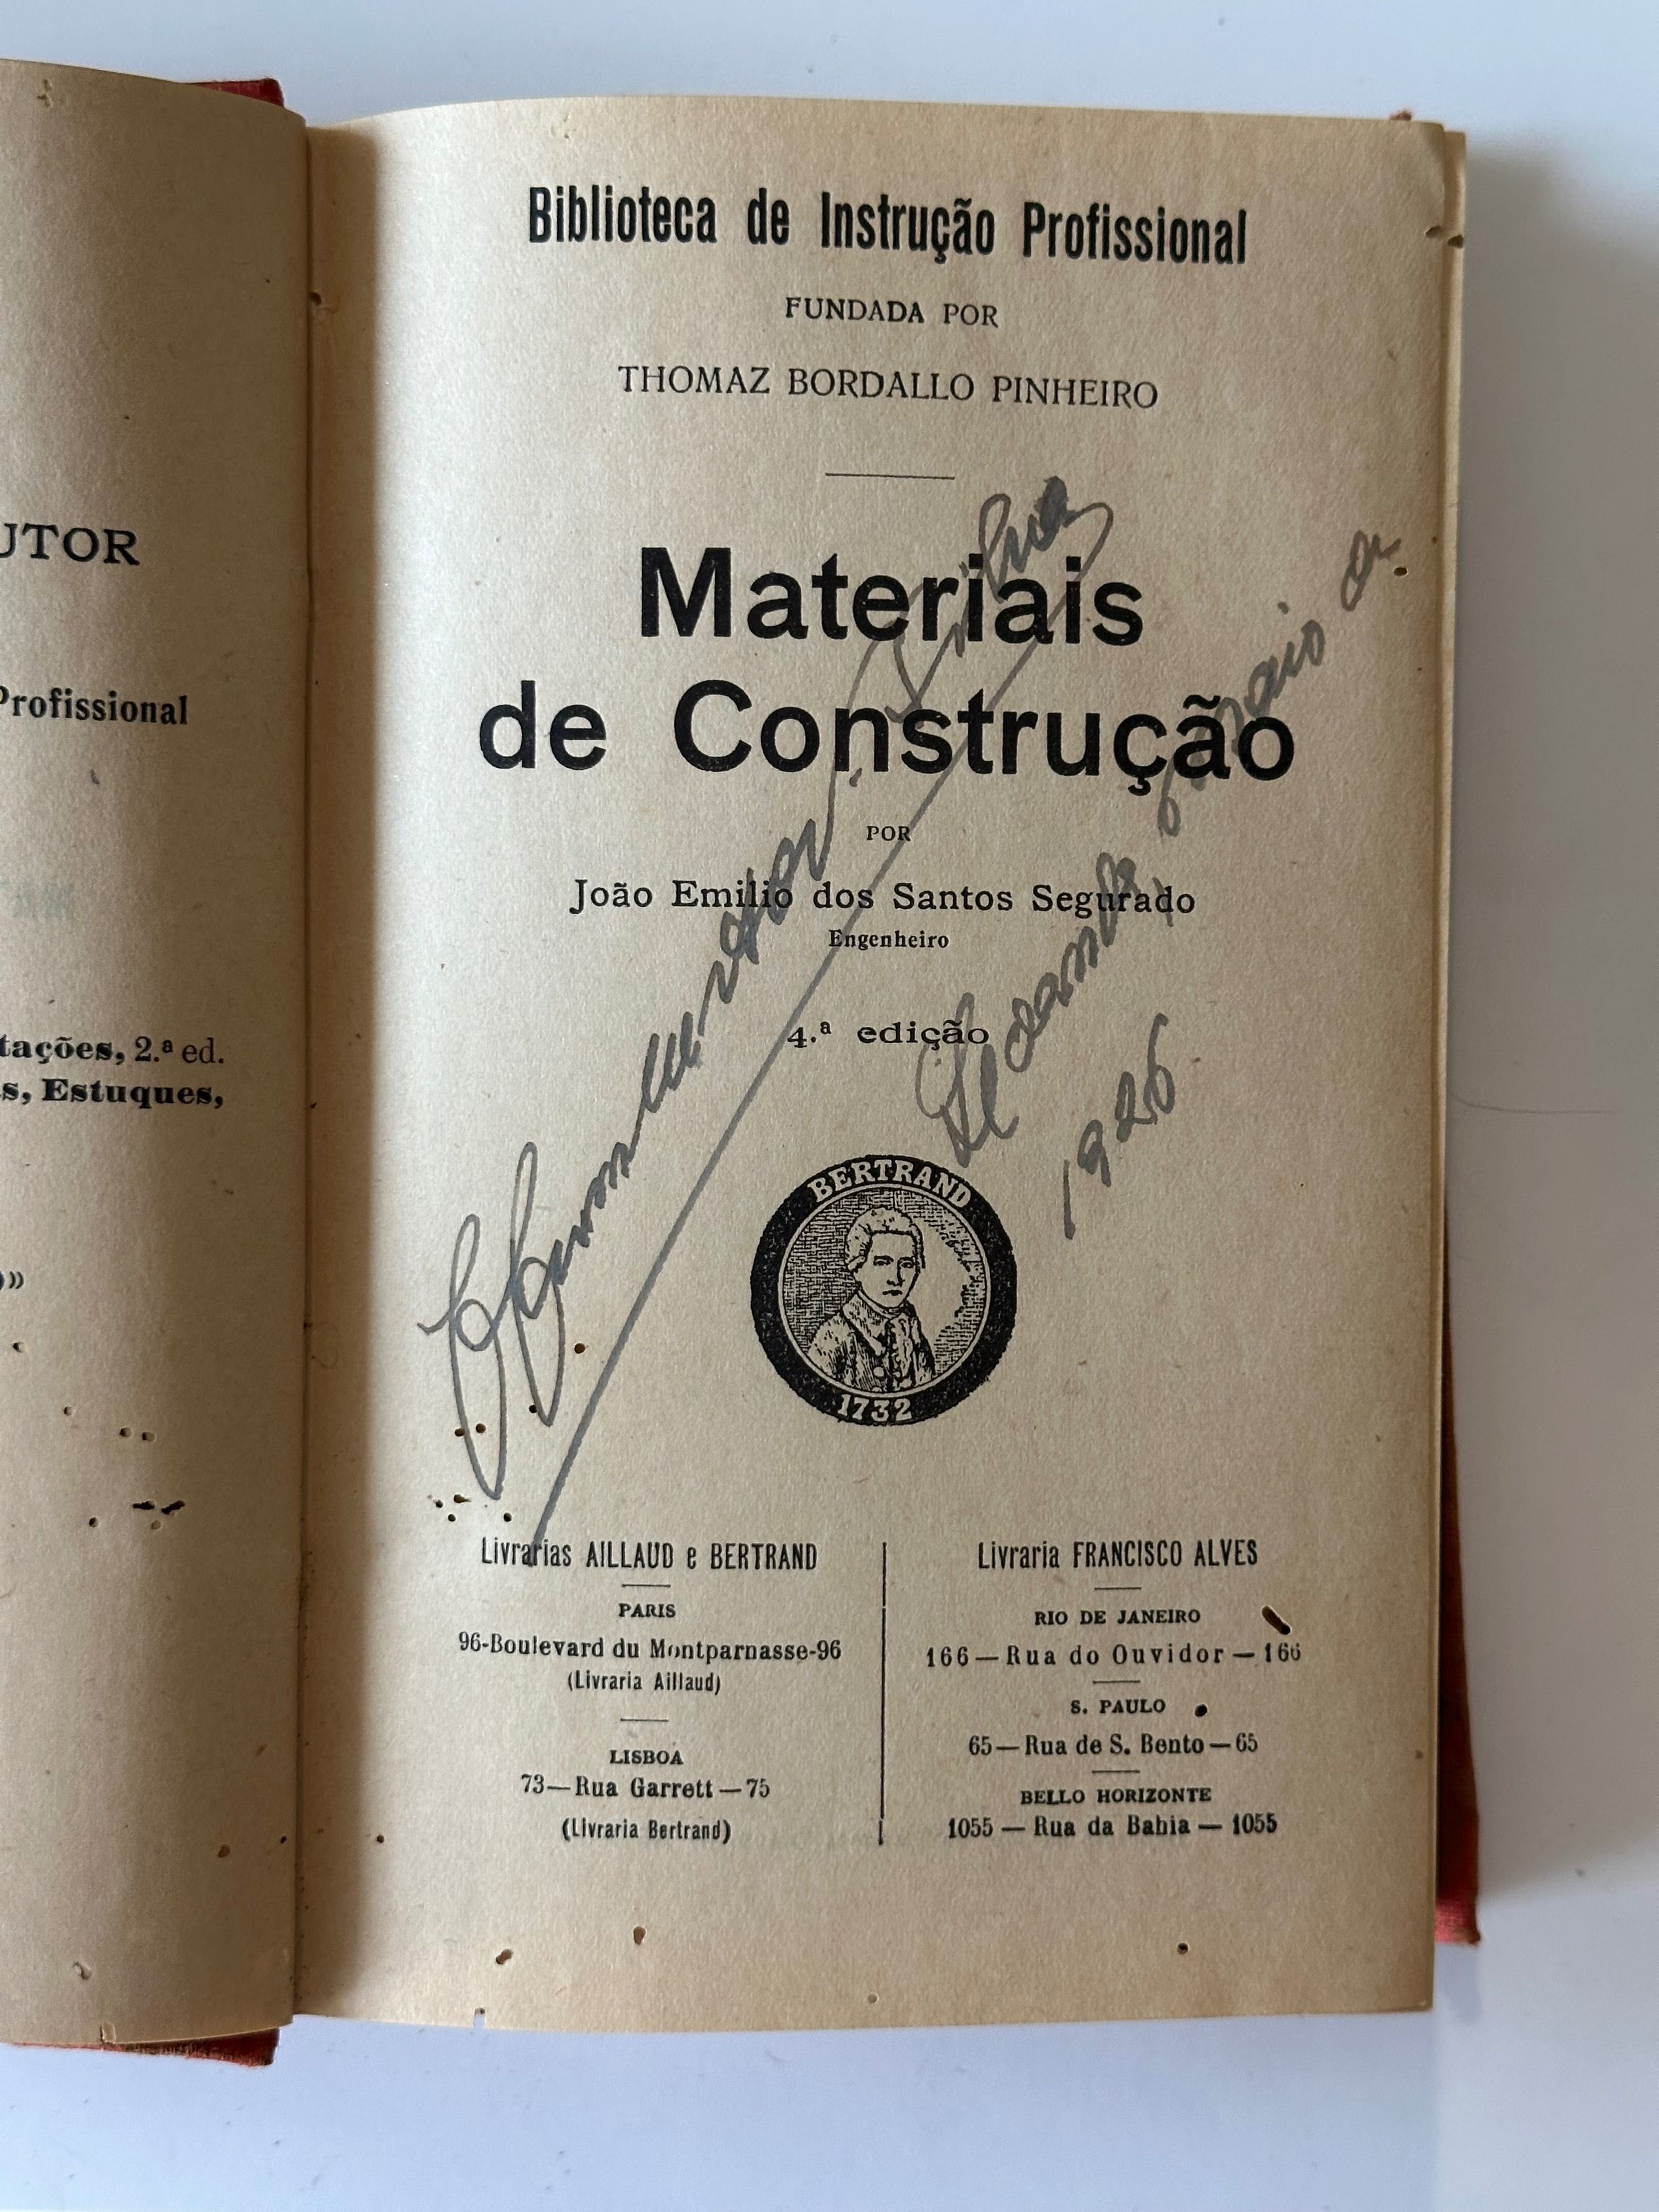 UTOR
Profissional
tações, 2.ª ed.
s, Estuques,
)»
Biblioteca de Instrução Profissional
FUNDADA POR
THOMAZ BORDALLO PINHEIRO
Materiais
de Construção
POR
João Emilio dos Santos Segurado
Engenheiro
4.ª edição
maio de
1926
BERTRAND
1732
Livrarias AILLAUD e BERTRAND
PARIS
96-Boulevard du Montparnasse-96
(Livraria Aillaud)
LISBOA
73—Rua Garrett—75
(Livraria Bertrand)
Livraria FRANCISCO ALVES
RIO DE JANEIRO
166—Rua do Ouvidor—166
S. PAULO
65—Rua de S. Bento—65
BELLO HORIZONTE
1055 — Rua da Bahia — 1055